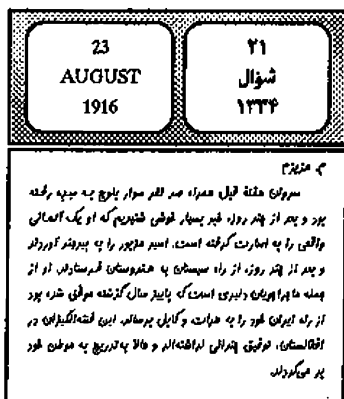 23
AUGUST
1916
۲۱
شوال
۱۳۳۴
م. عزیزم
سروان هفتهٔ قبل همراه صد نفر سوار بلوچ به سیبه رفته
بود و بعد از چند روز، خبر بسیار خوشی شنیدیم که او یک آلمانی
واقعی را به اسارت گرفته است. اسیر مزبور را به بیرجند آوردند
و بعد از چند روز، از راه سیستان به هندوستان فرستادند. او از
جمله ماجراجویان دلیری است که پاییز سال گذشته موفق شده بود
از راه ایران خود را به هرات و کابل برساند. این فتنه‌انگیزان در
افغانستان، توفیق چندانی نداشته‌اند و حالا به تدریج به موطن خود
بر می‌گردند.